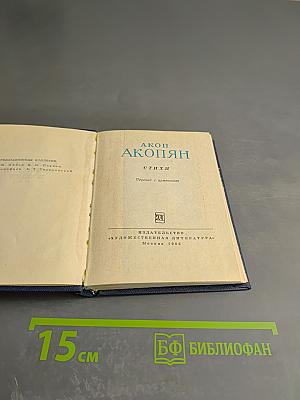 АКОП
АКОПЯН
СТИХИ
Перевод с армянского
ИЗДАТЕЛЬСТВО
«ХУДОЖЕСТВЕННАЯ ЛИТЕРАТУРА»
Москва
15 см
БФ БИБЛИОФАН